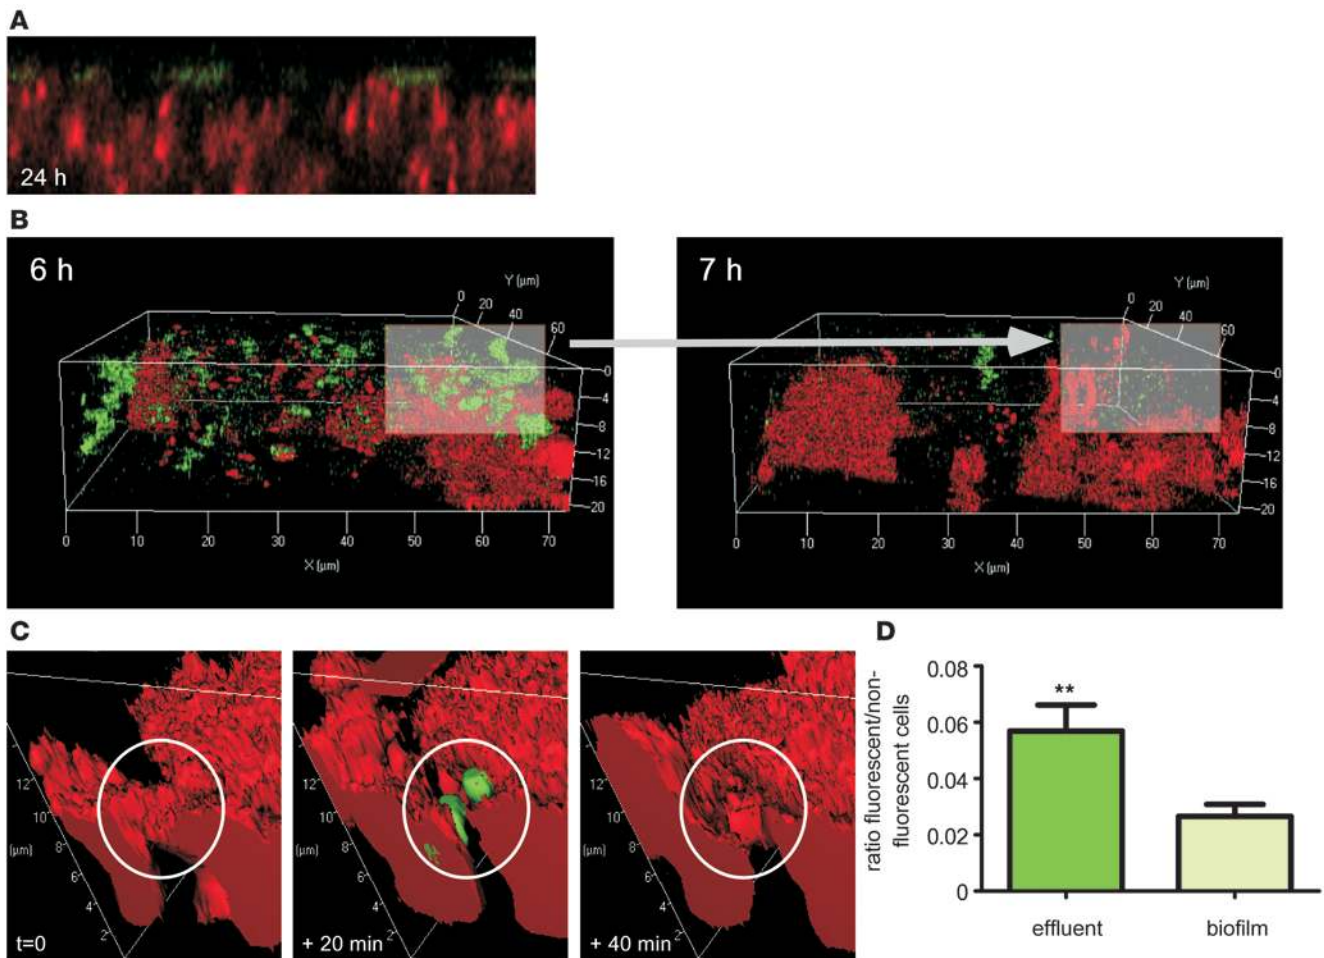 A
24 h
B
6 h
Y (µm)
0
20
40
60
0
4
8
12
16
20
0 10 20 30 40 50 60 70
X (µm)
7 h
Y (µm)
0
20
40
60
0
4
8
12
16
20
0 10 20 30 40 50 60 70
X (µm)
C
12
10
(µm)
8
6
4
2
t=0
12
10
(µm)
8
6
4
2
+ 20 min
12
10
(µm)
8
6
4
2
+ 40 min
D
ratio fluorescent/non-
fluorescent cells
0.08
0.06
0.04
0.02
0
**
effluent biofilm